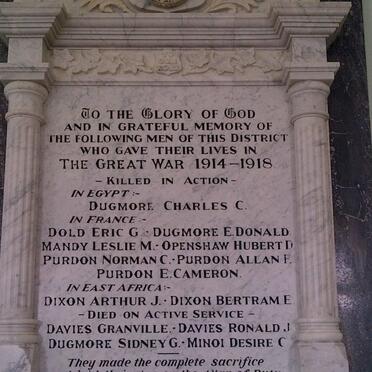 To the Glory of God
and in grateful memory of
the following men of this District
who gave their lives in
The Great War 1914-1918.
- Killed in Action -
In Egypt :-
Dugmore Charles C.
In France :-
Dold Eric G. · Dugmore E. Donald
Mandy Leslie M. · Openshaw Hubert D
Purdon Norman C. · Purdon Allan F.
Purdon E. Cameron.
In East Africa :-
Dixon Arthur J. · Dixon Bertram E
- Died on Active Service -
Davies Granville. · Davies Ronald J.
Dugmore Sidney G. · Minoi Desire C
They made the complete sacrifice